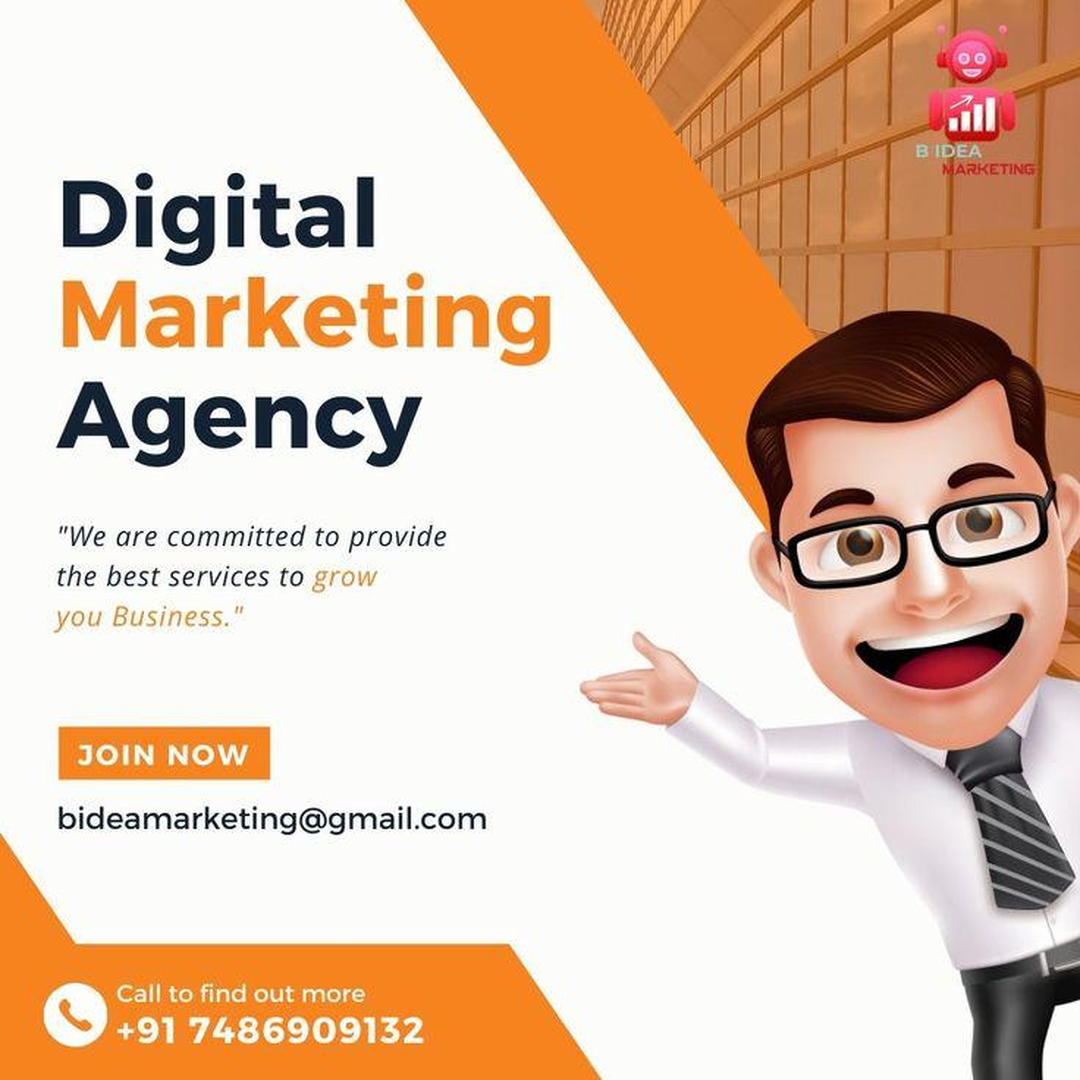 B IDEA
MARKETING
Digital
Marketing
Agency
"We are committed to provide
the best services to grow
you Business."
JOIN NOW
bideamarketing@gmail.com
Call to find out more
+91 7486909132